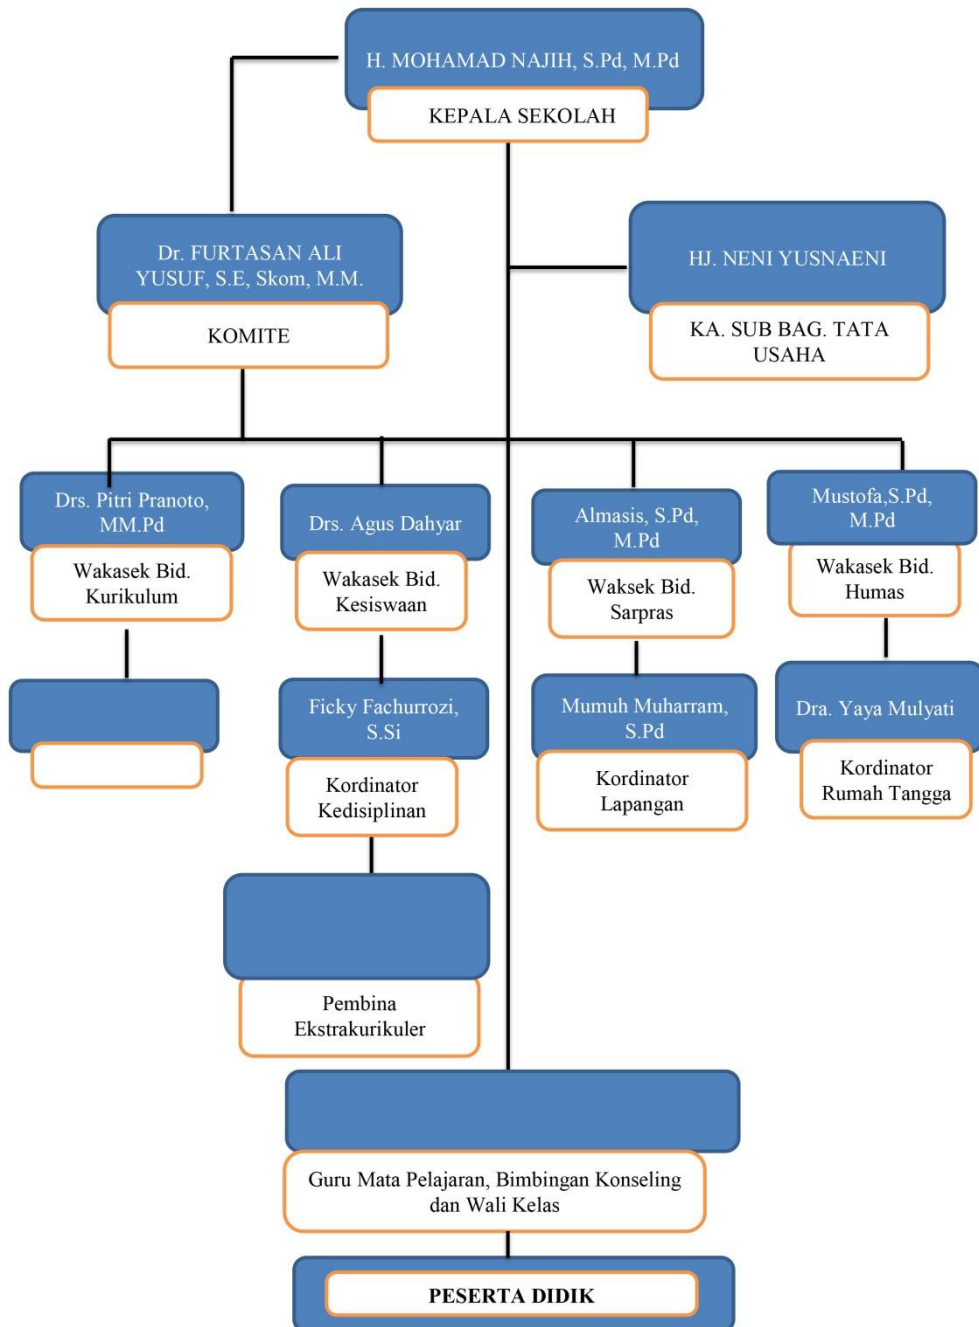 H. MOHAMAD NAJIH, S.Pd, M.Pd
KEPALA SEKOLAH
Dr. FURTASAN ALI
YUSUF, S.E, Skom, M.M.
KOMITE
HJ. NENI YUSNAENI
KA. SUB BAG. TATA
USAHA
Drs. Pitri Pranoto,
MM.Pd
Wakasek Bid.
Kurikulum
Drs. Agus Dahyar
Wakasek Bid.
Kesiswaan
Almasis, S.Pd,
M.Pd
Waksek Bid.
Sarpras
Mustofa,S.Pd,
M.Pd
Wakasek Bid.
Humas
Ficky Fachurrozi,
S.Si
Kordinator
Kedisiplinan
Mumuh Muharram,
S.Pd
Kordinator
Lapangan
Dra. Yaya Mulyati
Kordinator
Rumah Tangga
Pembina
Ekstrakurikuler
Guru Mata Pelajaran, Bimbingan Konseling
dan Wali Kelas
PESERTA DIDIK